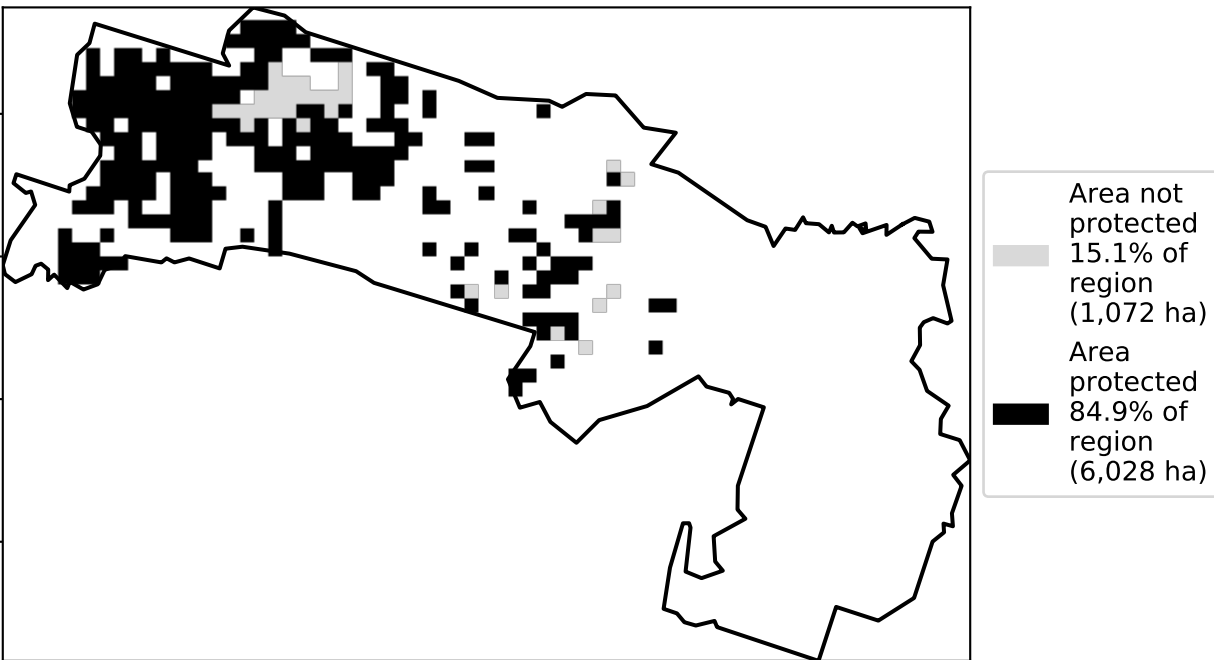 Area not
protected
15.1% of
region
(1,072 ha)
Area
protected
84.9% of
region
(6,028 ha)